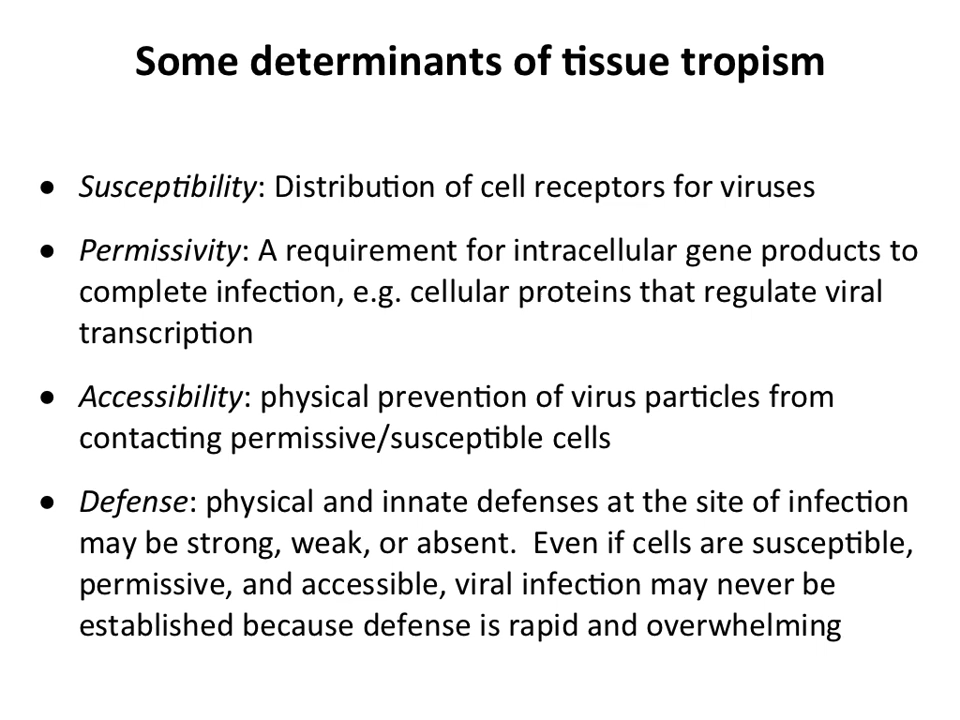 Some determinants of tissue tropism
● Susceptibility: Distribution of cell receptors for viruses
● Permissivity: A requirement for intracellular gene products to
complete infection, e.g. cellular proteins that regulate viral
transcription
● Accessibility: physical prevention of virus particles from
contacting permissive/susceptible cells
● Defense: physical and innate defenses at the site of infection
may be strong, weak, or absent.  Even if cells are susceptible,
permissive, and accessible, viral infection may never be
established because defense is rapid and overwhelming